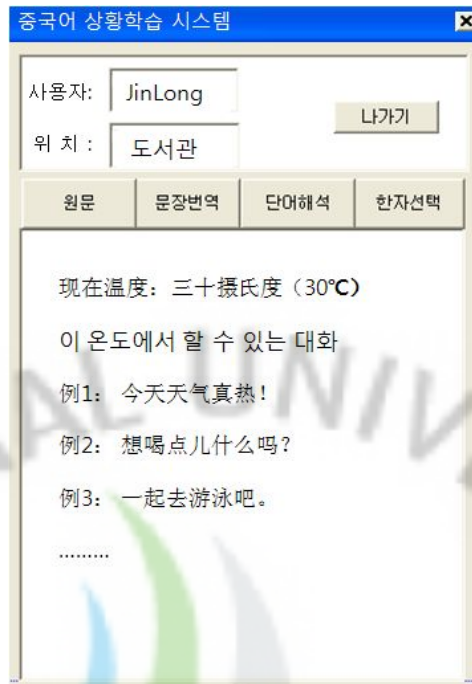 중국어 상황학습 시스템
사용자: JinLong
나가기
위 치 : 도서관
원문 문장번역 단어해석 한자선택
现在温度：三十摄氏度（30℃）
이 온도에서 할 수 있는 대화
例1： 今天天气真热！
例2： 想喝点儿什么吗？
例3： 一起去游泳吧。
.........